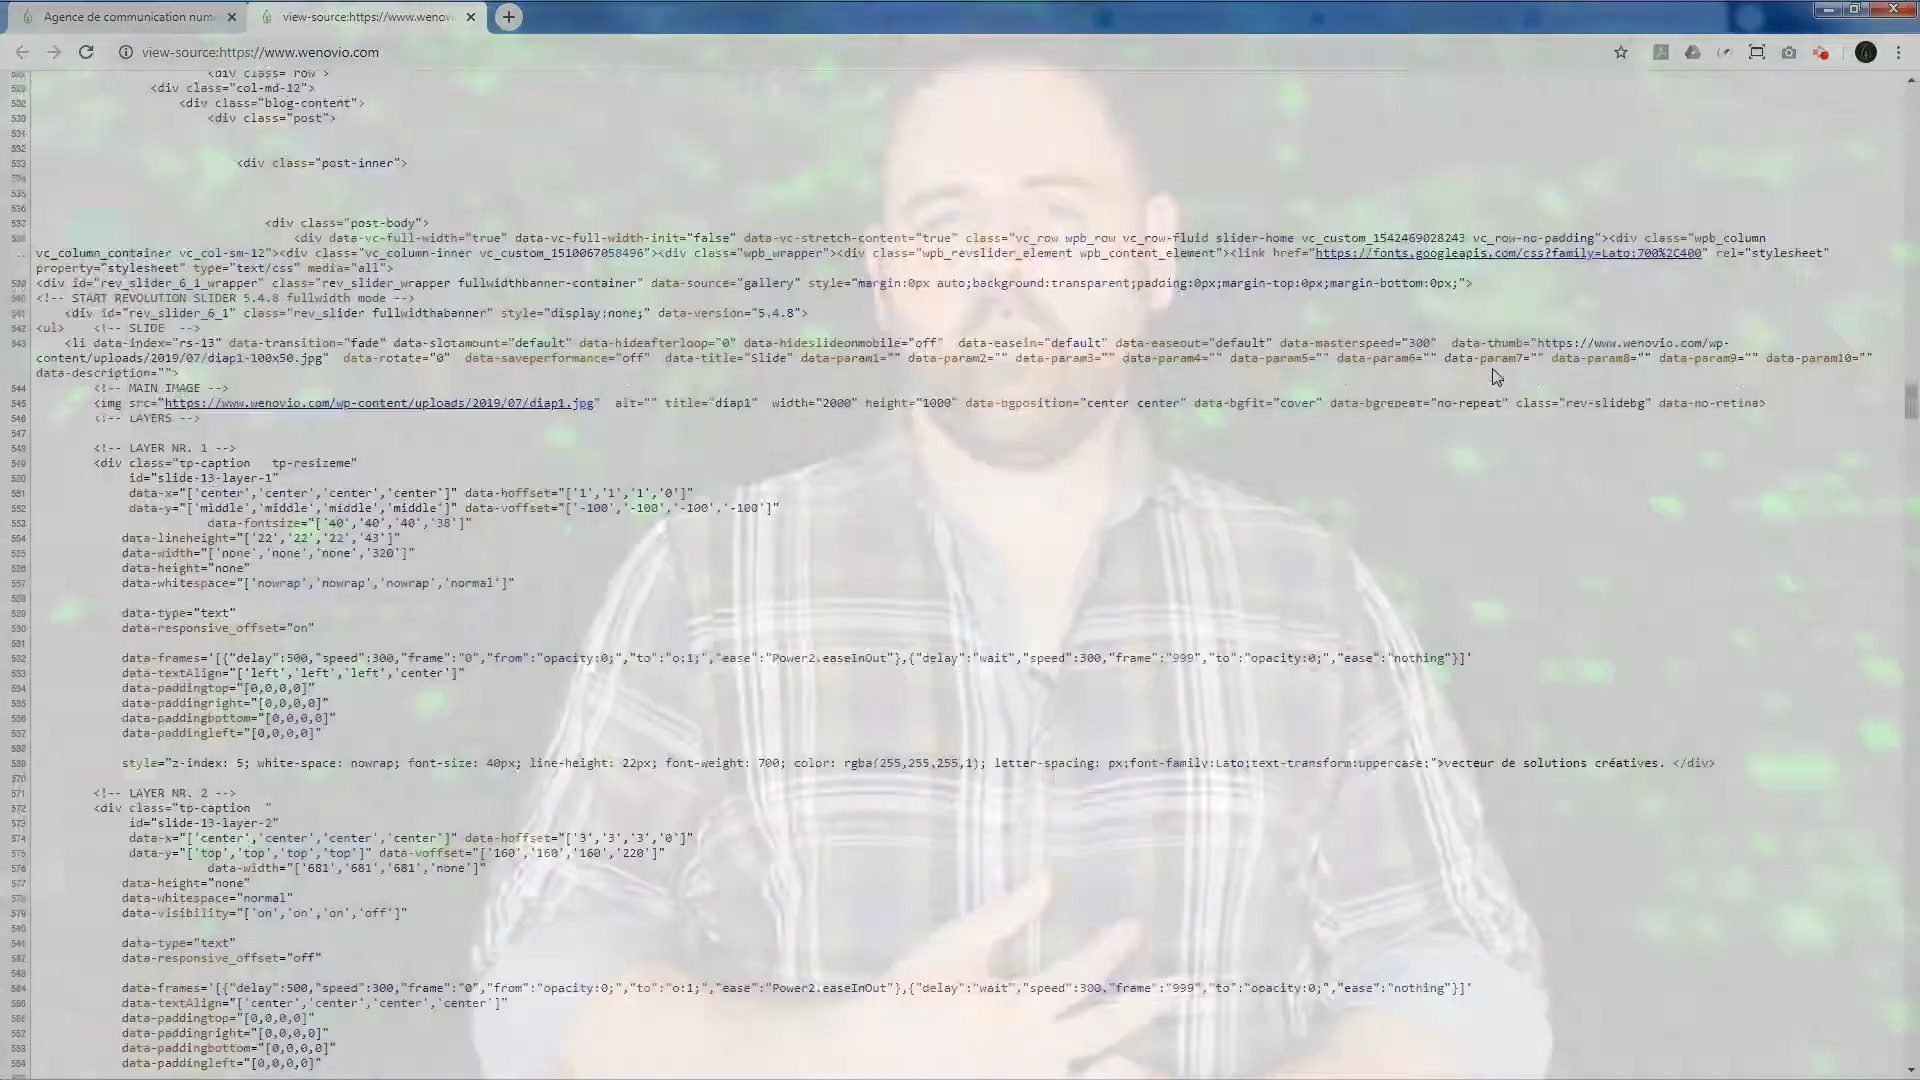 Agence de communication num
view-source:https://www.wenovi
view-source:https://www.wenovio.com
<div class="row">
<div class="col-md-12">
<div class="blog-content">
<div class="post">
<div class="post-inner">
<div class="post-body">
<div data-vc-full-width="true" data-vc-full-width-init="false" data-vc-stretch-content="true" class="vc_row wpb_row vc_row-fluid slider-home vc_custom_1542469028243 vc_row-no-padding"><div class="wpb_column
vc_column_container vc_col-sm-12"><div class="vc_column-inner vc_custom_1510067058496"><div class="wpb_wrapper"><div class="wpb_revslider_element wpb_content_element"><link href="https://fonts.googleapis.com/css?family=Lato:700%2C400" rel="stylesheet"
property="stylesheet" type="text/css" media="all">
<div id="rev_slider_6_1_wrapper" class="rev_slider_wrapper fullwidthbanner-container" data-source="gallery" style="margin:0px auto;background:transparent;padding:0px;margin-top:0px;margin-bottom:0px;">
<!-- START REVOLUTION SLIDER 5.4.8 fullwidth mode -->
<div id="rev_slider_6_1" class="rev_slider fullwidthabanner" style="display:none;" data-version="5.4.8">
<ul> <!-- SLIDE -->
<li data-index="rs-13" data-transition="fade" data-slotamount="default" data-hideafterloop="0" data-hideslideonmobile="off" data-easein="default" data-easeout="default" data-masterspeed="300" data-thumb="https://www.wenovio.com/wp-
content/uploads/2019/07/diap1-100x50.jpg" data-rotate="0" data-saveperformance="off" data-title="Slide" data-param1="" data-param2="" data-param3="" data-param4="" data-param5="" data-param6="" data-param7="" data-param8="" data-param9="" data-param10=""
data-description="">
<!-- MAIN IMAGE -->
<img src="https://www.wenovio.com/wp-content/uploads/2019/07/diap1.jpg" alt="" title="diap1" width="2000" height="1000" data-bgposition="center center" data-bgfit="cover" data-bgrepeat="no-repeat" class="rev-slidebg" data-no-retina>
<!-- LAYERS -->
<!-- LAYER NR. 1 -->
<div class="tp-caption tp-resizeme"
id="slide-13-layer-1"
data-x="['center','center','center','center']" data-hoffset="['1','1','1','0']"
data-y="['middle','middle','middle','middle']" data-voffset="['-100','-100','-100','-100']"
data-fontsize="['40','40','40','38']"
data-lineheight="['22','22','22','43']"
data-width="['none','none','none','320']"
data-height="none"
data-whitespace="['nowrap','nowrap','nowrap','normal']"
data-type="text"
data-responsive_offset="on"
data-frames='[{"delay":500,"speed":300,"frame":"0","from":"opacity:0;","to":"o:1;","ease":"Power2.easeInOut"},{"delay":"wait","speed":300,"frame":"999","to":"opacity:0;","ease":"nothing"}]'
data-textAlign="['left','left','left','center']"
data-paddingtop="[0,0,0,0]"
data-paddingright="[0,0,0,0]"
data-paddingbottom="[0,0,0,0]"
data-paddingleft="[0,0,0,0]"
style="z-index: 5; white-space: nowrap; font-size: 40px; line-height: 22px; font-weight: 700; color: rgba(255,255,255,1); letter-spacing: px;font-family:Lato;text-transform:uppercase;">vecteur de solutions créatives. </div>
<!-- LAYER NR. 2 -->
<div class="tp-caption "
id="slide-13-layer-2"
data-x="['center','center','center','center']" data-hoffset="['3','3','3','0']"
data-y="['top','top','top','top']" data-voffset="['160','160','160','220']"
data-width="['681','681','681','none']"
data-height="none"
data-whitespace="normal"
data-visibility="['on','on','on','off']"
data-type="text"
data-responsive_offset="off"
data-frames='[{"delay":500,"speed":300,"frame":"0","from":"opacity:0;","to":"o:1;","ease":"Power2.easeInOut"},{"delay":"wait","speed":300,"frame":"999","to":"opacity:0;","ease":"nothing"}]'
data-textAlign="['center','center','center','center']"
data-paddingtop="[0,0,0,0]"
data-paddingright="[0,0,0,0]"
data-paddingbottom="[0,0,0,0]"
data-paddingleft="[0,0,0,0]"